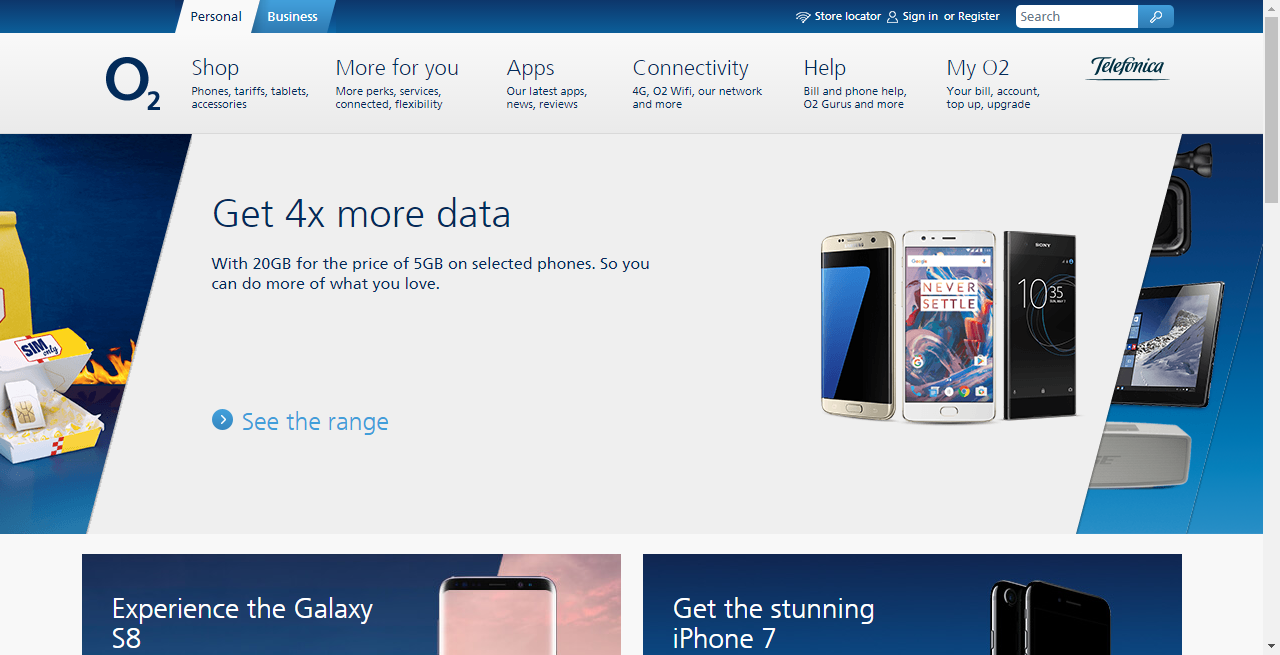 Personal
Business
Store locator
Sign in or Register
Search
O2
Shop
Phones, tariffs, tablets,
accessories
More for you
More perks, services,
connected, flexibility
Apps
Our latest apps,
news, reviews
Connectivity
4G, O2 Wifi, our network
and more
Help
Bill and phone help,
O2 Gurus and more
My O2
Your bill, account,
top up, upgrade
Telefónica
Get 4x more data
With 20GB for the price of 5GB on selected phones. So you
can do more of what you love.
See the range
SIM
only
Google
NEVER
SETTLE
SONY
10 35
Experience the Galaxy
S8
Get the stunning
iPhone 7